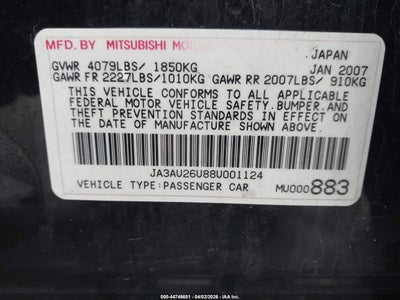 MFD. BY MITSUBISHI MOTOR
JAPAN
GVWR 4079LBS/ 1850KG JAN 2007
GAWR FR 2227LBS/1010KG GAWR RR 2007LBS/ 910KG
THIS VEHICLE CONFORMS TO ALL APPLICABLE
FEDERAL MOTOR VEHICLE SAFETY,BUMPER,AND
THEFT PREVENTION STANDARDS IN EFFECT ON
THE DATE OF MANUFACTURE SHOWN ABOVE.
JA3AU26U88U001124
VEHICLE TYPE:PASSENGER CAR MU000883
00-44746651 - 04/02/2026 - © IAA Inc.